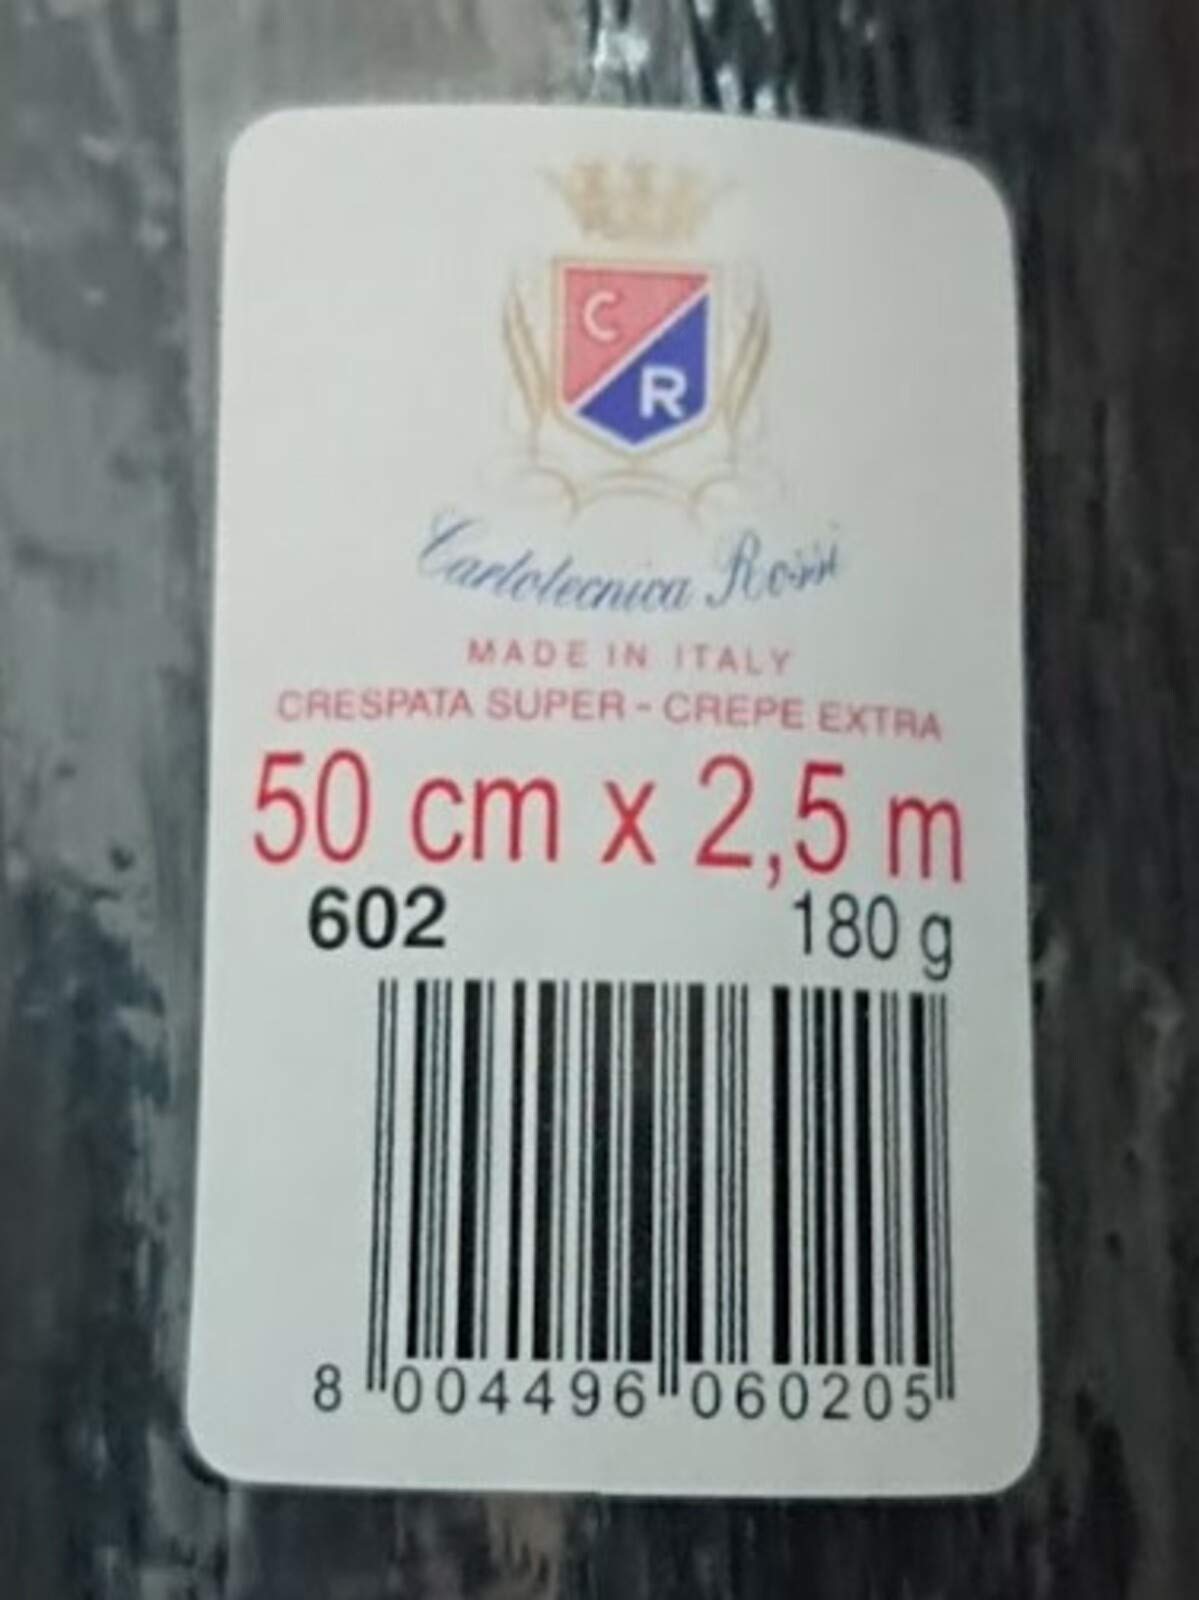 C
R
Cartotecnica Rossi
MADE IN ITALY
CRESPATA SUPER - CREPE EXTRA
50 cm x 2,5 m
602 180 g
8 004496 060205